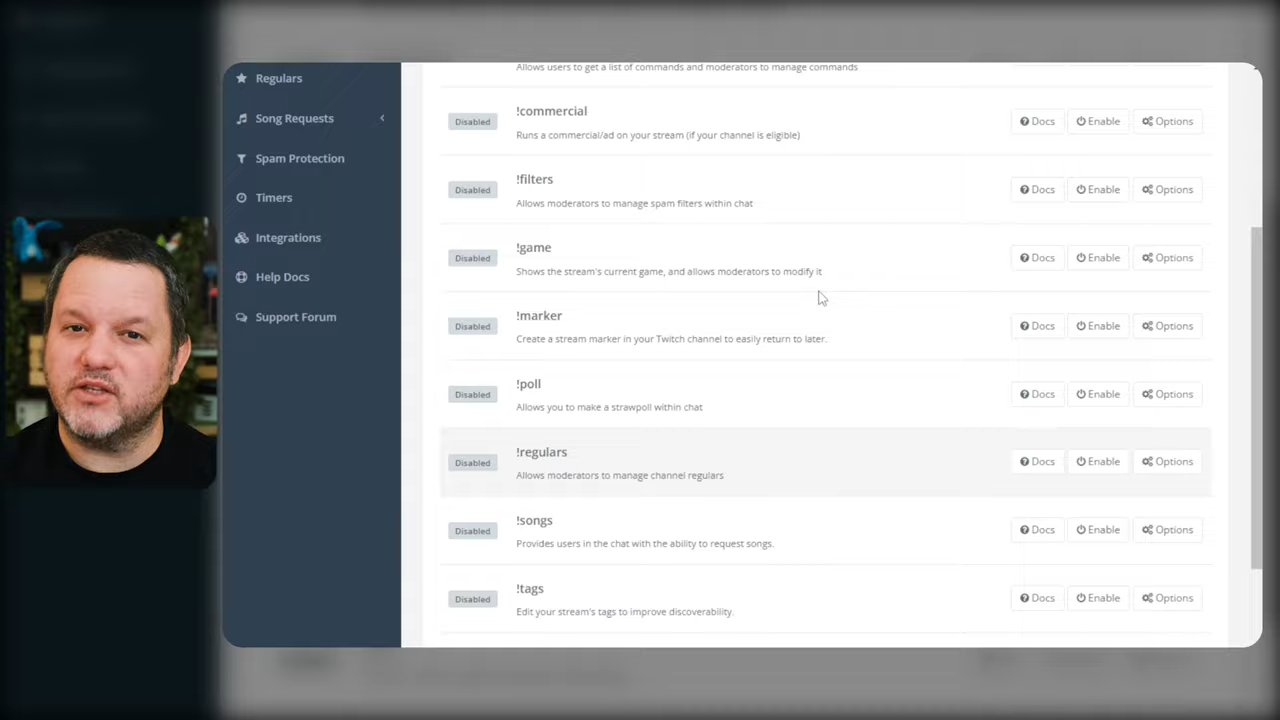 Regulars
Song Requests
Spam Protection
Timers
Integrations
Help Docs
Support Forum
Allows users to get a list of commands and moderators to manage commands
Disabled
!commercial
Runs a commercial/ad on your stream (if your channel is eligible)
Docs
Enable
Options
Disabled
!filters
Allows moderators to manage spam filters within chat
Docs
Enable
Options
Disabled
!game
Shows the stream's current game, and allows moderators to modify it
Docs
Enable
Options
Disabled
!marker
Create a stream marker in your Twitch channel to easily return to later.
Docs
Enable
Options
Disabled
!poll
Allows you to make a strawpoll within chat
Docs
Enable
Options
Disabled
!regulars
Allows moderators to manage channel regulars
Docs
Enable
Options
Disabled
!songs
Provides users in the chat with the ability to request songs.
Docs
Enable
Options
Disabled
!tags
Edit your stream's tags to improve discoverability.
Docs
Enable
Options